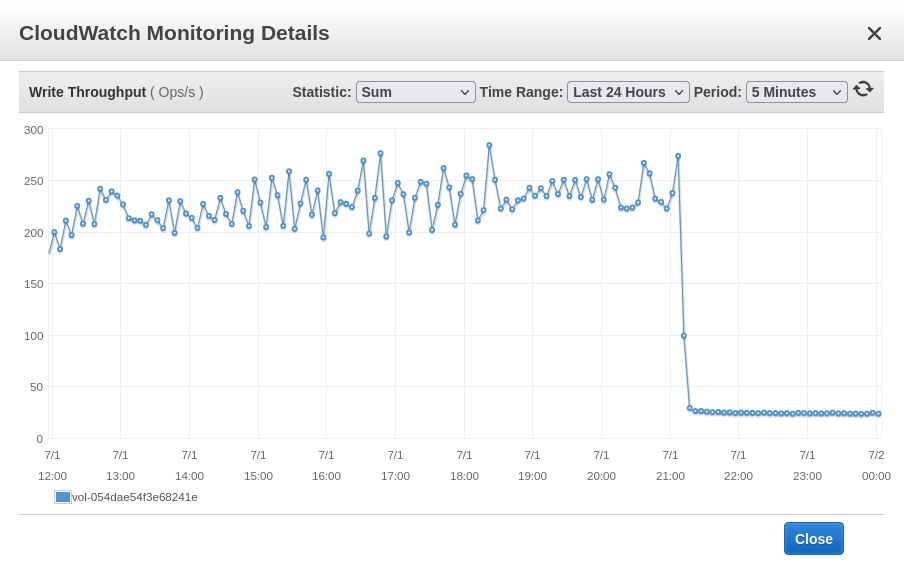 CloudWatch Monitoring Details
Write Throughput ( Ops/s ) Statistic: Sum Time Range: Last 24 Hours Period: 5 Minutes
300
250
200
150
100
50
0
7/1 7/1 7/1 7/1 7/1 7/1 7/1 7/1 7/1 7/1 7/1 7/1 7/2
12:00 13:00 14:00 15:00 16:00 17:00 18:00 19:00 20:00 21:00 22:00 23:00 00:00
vol-054dae54f3e68241e
Close